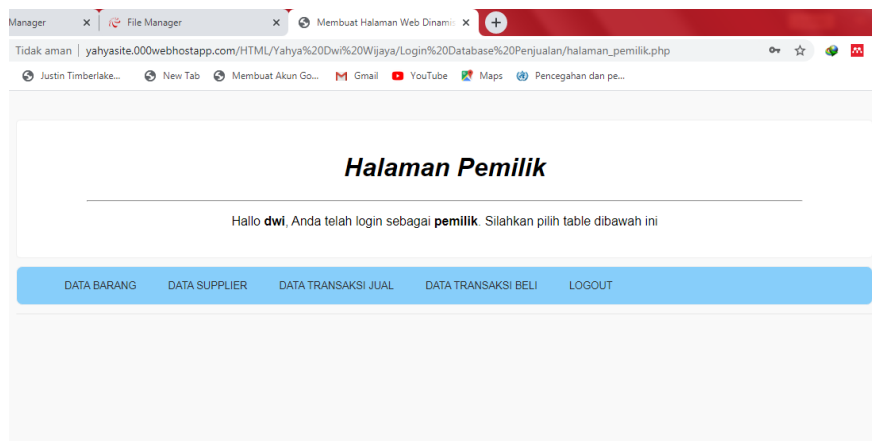 Manager
File Manager
Membuat Halaman Web Dinamis
Tidak aman | yahyasite.000webhostapp.com/HTML/Yahya%20Dwi%20Wijaya/Login%20Database%20Penjualan/halaman_pemilik.php
Justin Timberlake... New Tab Membuat Akun Go... Gmail YouTube Maps Pencegahan dan pe...
Halaman Pemilik
Hallo dwi, Anda telah login sebagai pemilik. Silahkan pilih table dibawah ini
DATA BARANG DATA SUPPLIER DATA TRANSAKSI JUAL DATA TRANSAKSI BELI LOGOUT